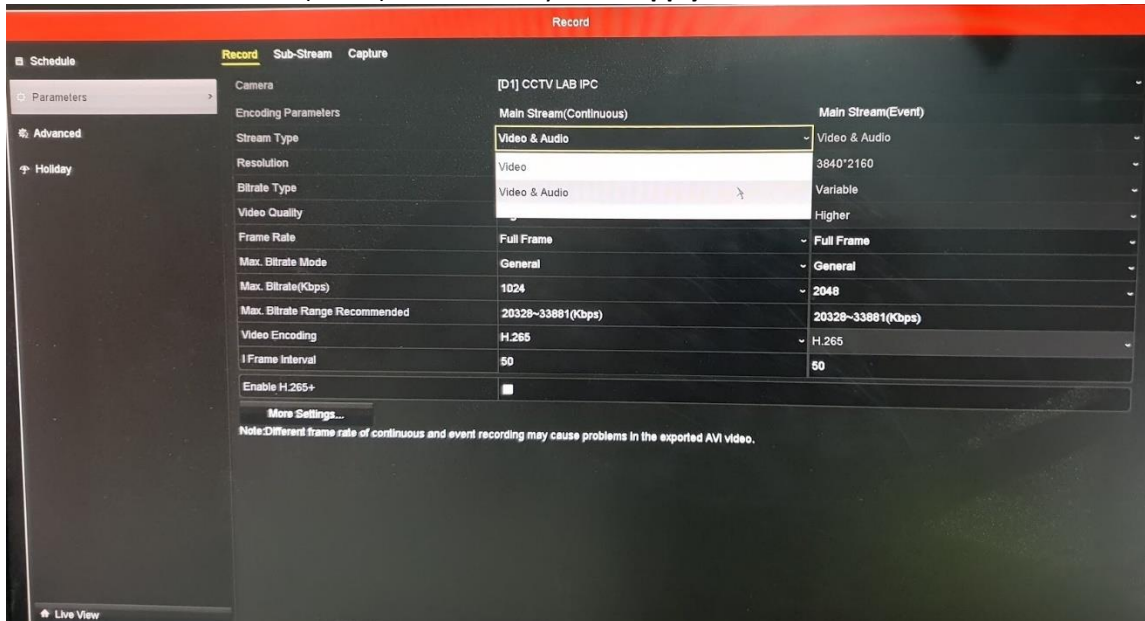 Record
Schedule
Parameters
Advanced
Holiday
Live View
Record Sub-Stream Capture
Camera [D1] CCTV LAB IPC
Encoding Parameters Main Stream(Continuous) Main Stream(Event)
Stream Type Video & Audio Video & Audio
Resolution Video 3840*2160
Bitrate Type Video & Audio Variable
Video Quality Higher
Frame Rate Full Frame Full Frame
Max. Bitrate Mode General General
Max. Bitrate(Kbps) 1024 2048
Max. Bitrate Range Recommended 20328~33881(Kbps) 20328~33881(Kbps)
Video Encoding H.265 H.265
I Frame Interval 50 50
Enable H.265+
More Settings...
Note:Different frame rate of continuous and event recording may cause problems in the exported AVI video.